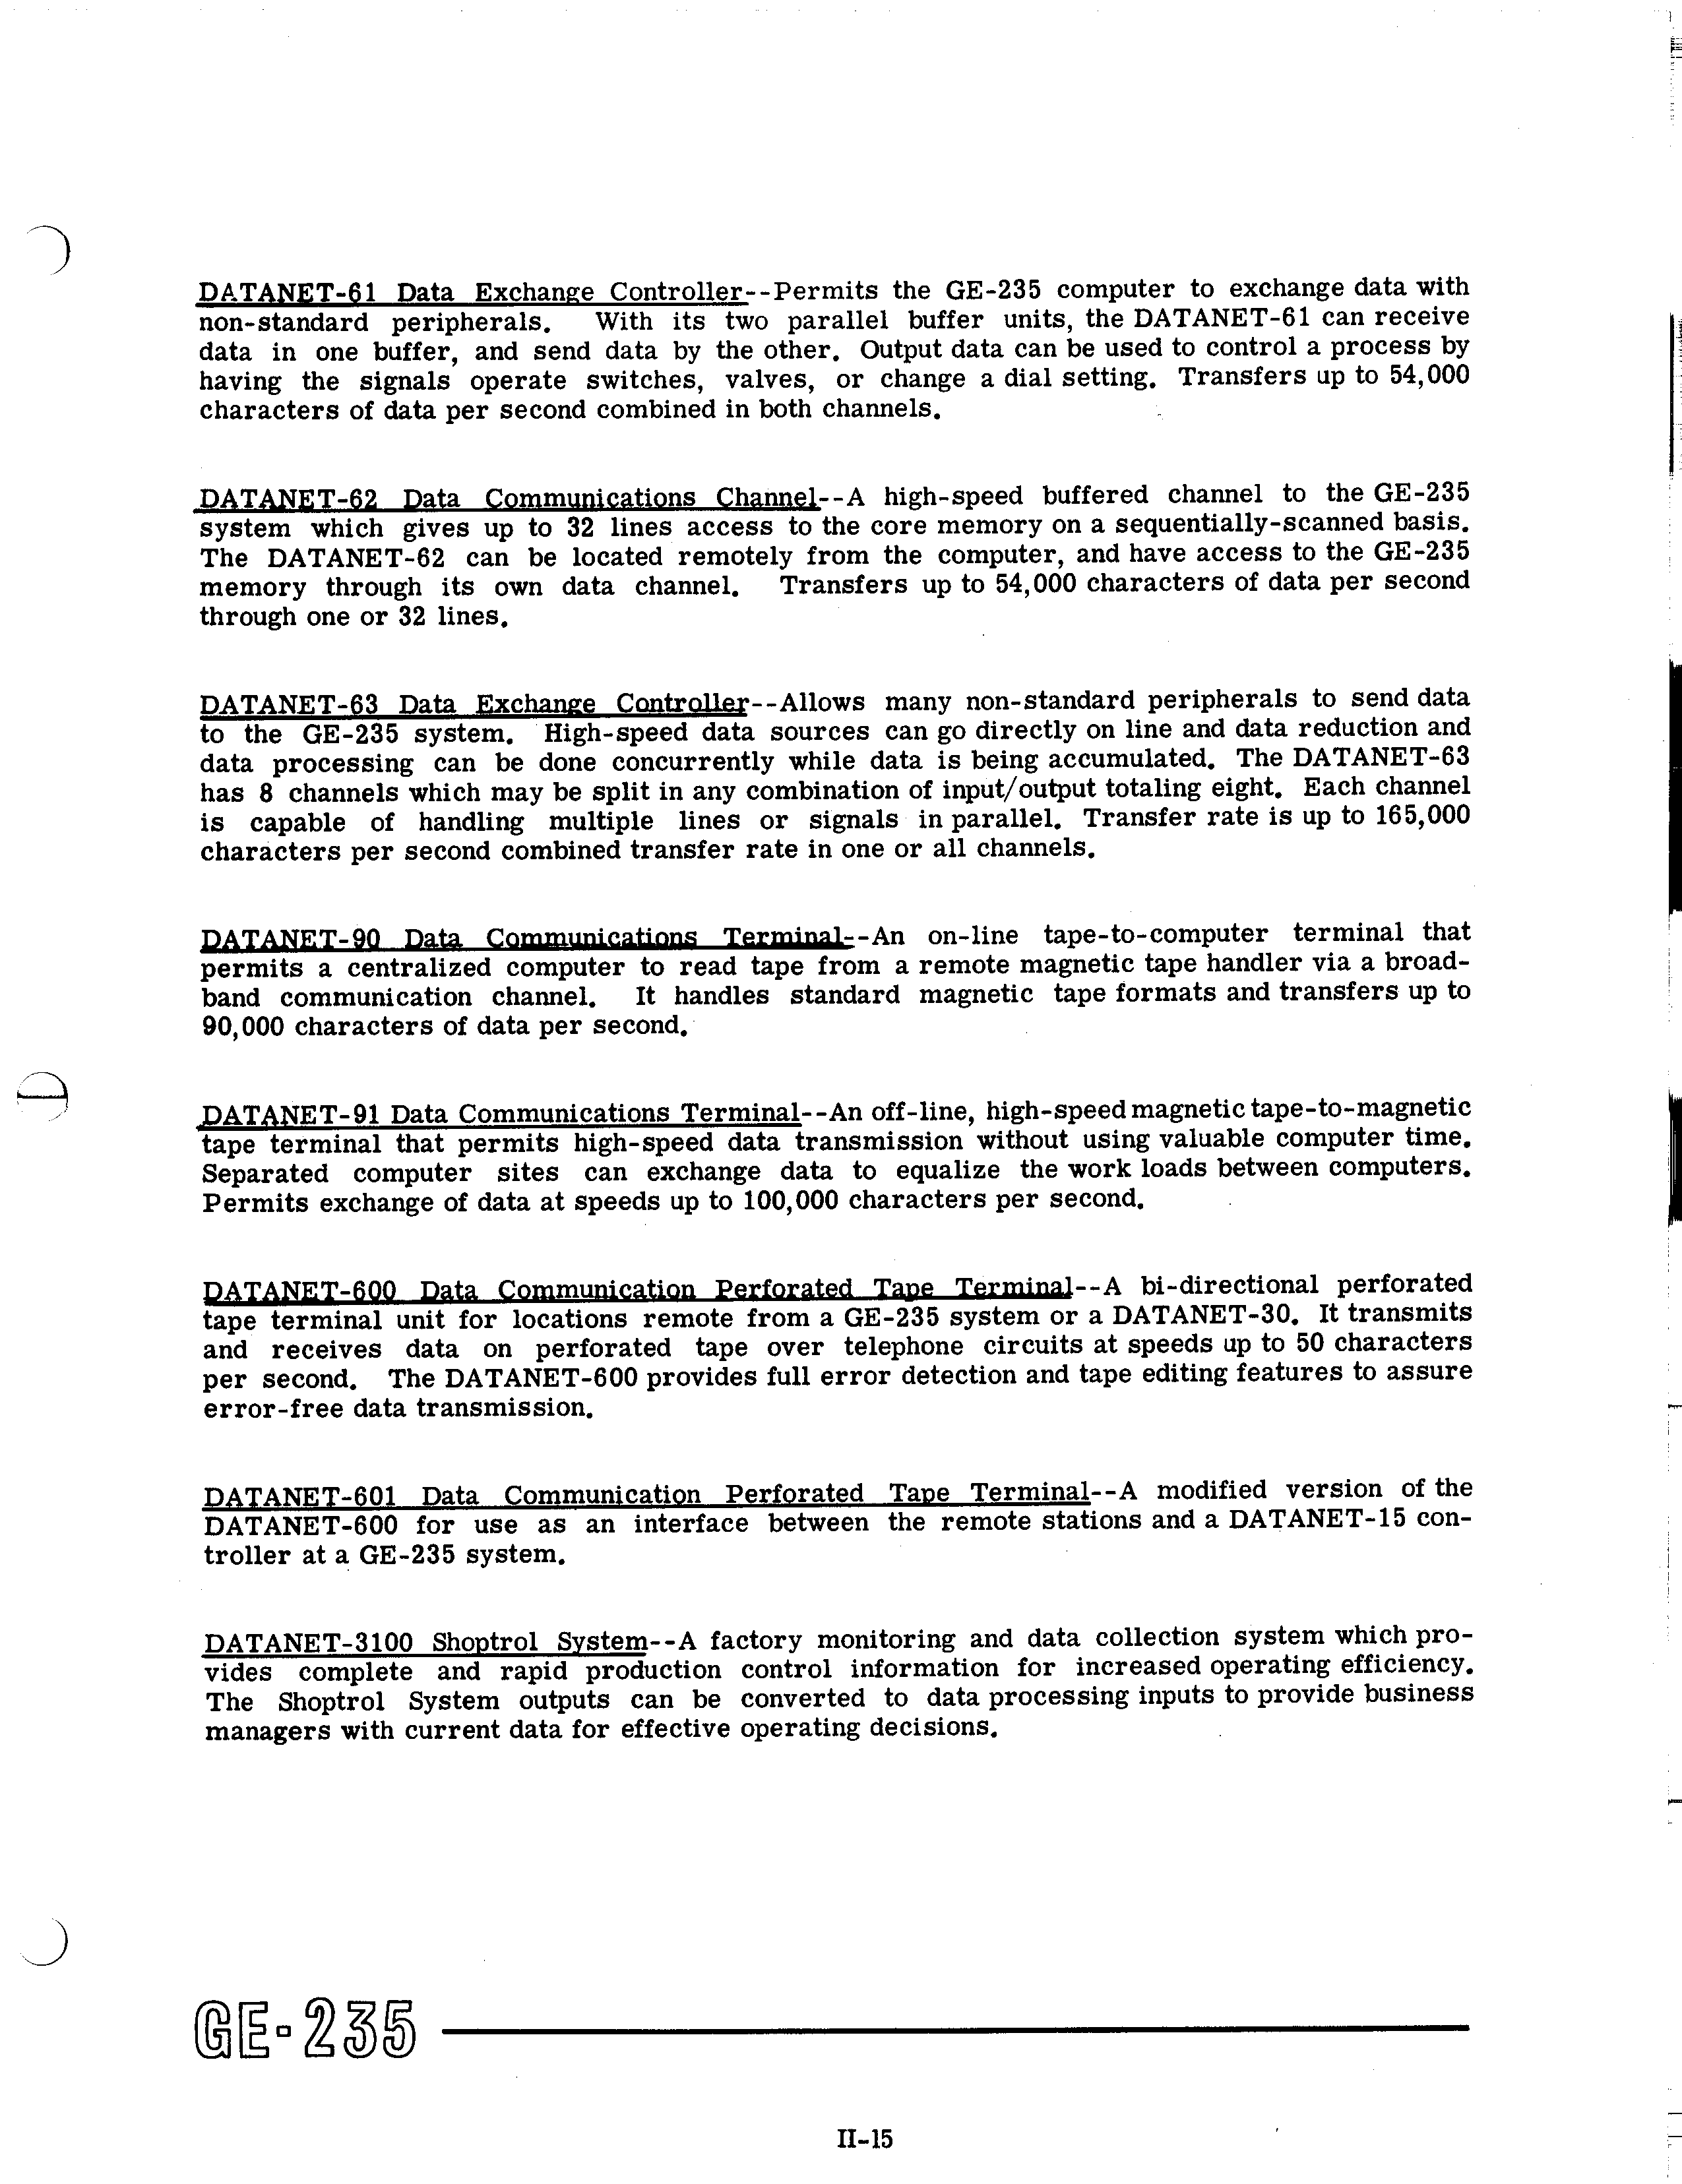 DATANET-61 Data Exchange Controller--Permits the GE-235 computer to exchange data with
non-standard peripherals. With its two parallel buffer units, the DATANET-61 can receive
data in one buffer, and send data by the other. Output data can be used to control a process by
having the signals operate switches, valves, or change a dial setting. Transfers up to 54,000
characters of data per second combined in both channels.
DATANET-62 Data Communications Channel--A high-speed buffered channel to the GE-235
system which gives up to 32 lines access to the core memory on a sequentially-scanned basis.
The DATANET-62 can be located remotely from the computer, and have access to the GE-235
memory through its own data channel. Transfers up to 54,000 characters of data per second
through one or 32 lines.
DATANET-63 Data Exchange Controller--Allows many non-standard peripherals to send data
to the GE-235 system. High-speed data sources can go directly on line and data reduction and
data processing can be done concurrently while data is being accumulated. The DATANET-63
has 8 channels which may be split in any combination of input/output totaling eight. Each channel
is capable of handling multiple lines or signals in parallel. Transfer rate is up to 165,000
characters per second combined transfer rate in one or all channels.
DATANET-90 Data Communications Terminal--An on-line tape-to-computer terminal that
permits a centralized computer to read tape from a remote magnetic tape handler via a broad-
band communication channel. It handles standard magnetic tape formats and transfers up to
90,000 characters of data per second.
DATANET-91 Data Communications Terminal--An off-line, high-speed magnetic tape-to-magnetic
tape terminal that permits high-speed data transmission without using valuable computer time.
Separated computer sites can exchange data to equalize the work loads between computers.
Permits exchange of data at speeds up to 100,000 characters per second.
DATANET-600 Data Communication Perforated Tape Terminal--A bi-directional perforated
tape terminal unit for locations remote from a GE-235 system or a DATANET-30. It transmits
and receives data on perforated tape over telephone circuits at speeds up to 50 characters
per second. The DATANET-600 provides full error detection and tape editing features to assure
error-free data transmission.
DATANET-601 Data Communication Perforated Tape Terminal--A modified version of the
DATANET-600 for use as an interface between the remote stations and a DATANET-15 con-
troller at a GE-235 system.
DATANET-3100 Shoptrol System--A factory monitoring and data collection system which pro-
vides complete and rapid production control information for increased operating efficiency.
The Shoptrol System outputs can be converted to data processing inputs to provide business
managers with current data for effective operating decisions.
GE-235
II-15